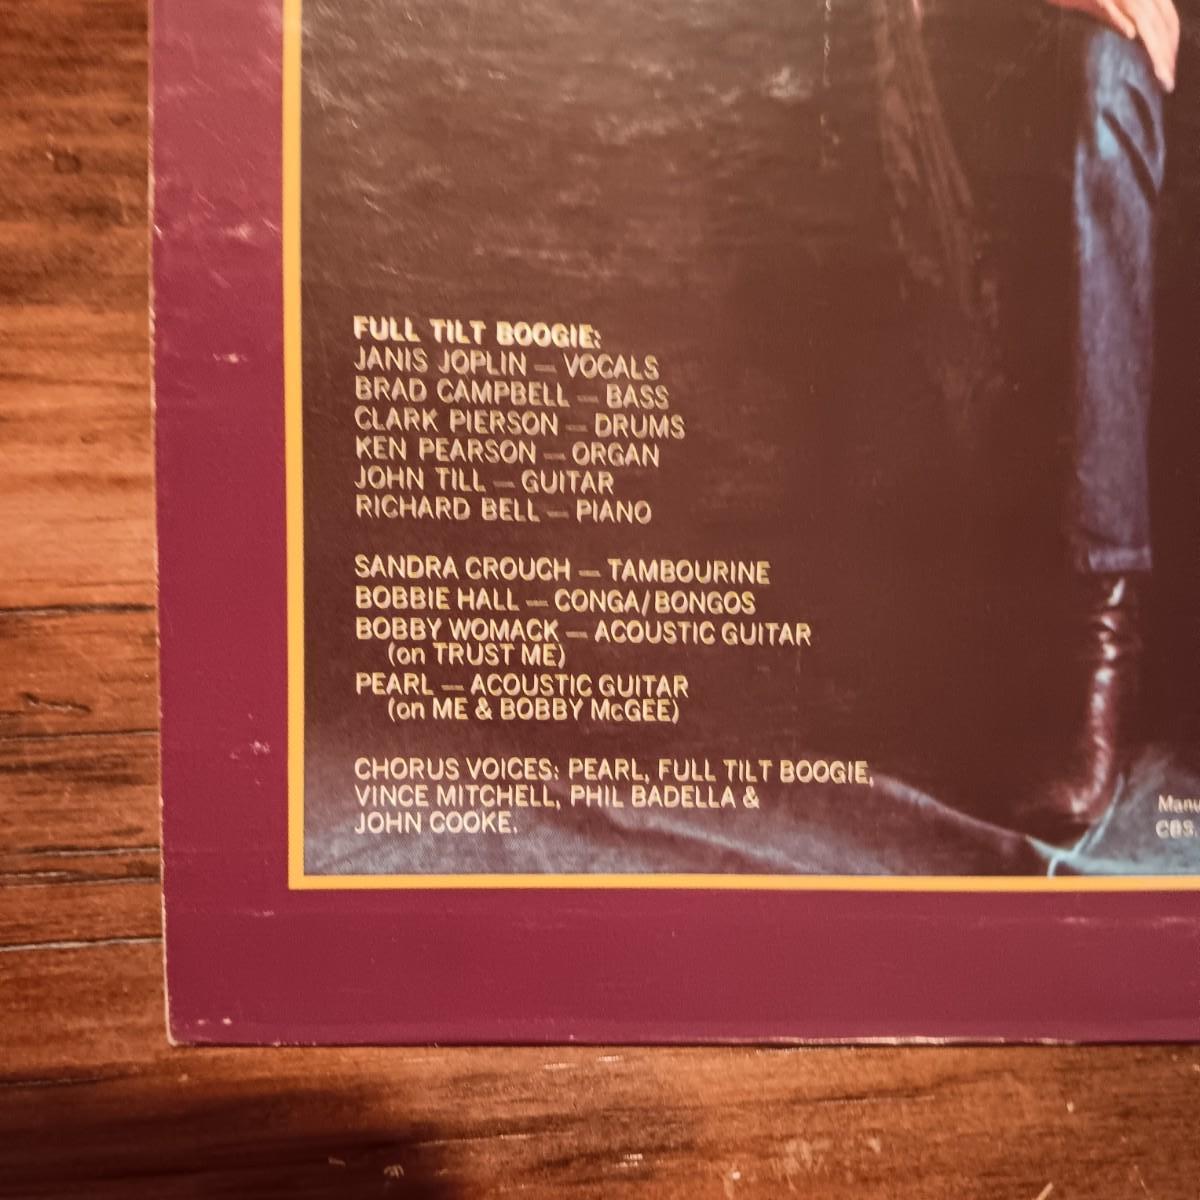 FULL TILT BOOGIE:
JANIS JOPLIN — VOCALS
BRAD CAMPBELL — BASS
CLARK PIERSON — DRUMS
KEN PEARSON — ORGAN
JOHN TILL — GUITAR
RICHARD BELL — PIANO
SANDRA CROUCH — TAMBOURINE
BOBBIE HALL — CONGA/BONGOS
BOBBY WOMACK — ACOUSTIC GUITAR
(on TRUST ME)
PEARL — ACOUSTIC GUITAR
(on ME & BOBBY McGEE)
CHORUS VOICES: PEARL, FULL TILT BOOGIE,
VINCE MITCHELL, PHIL BADELLA &
JOHN COOKE.
CBS